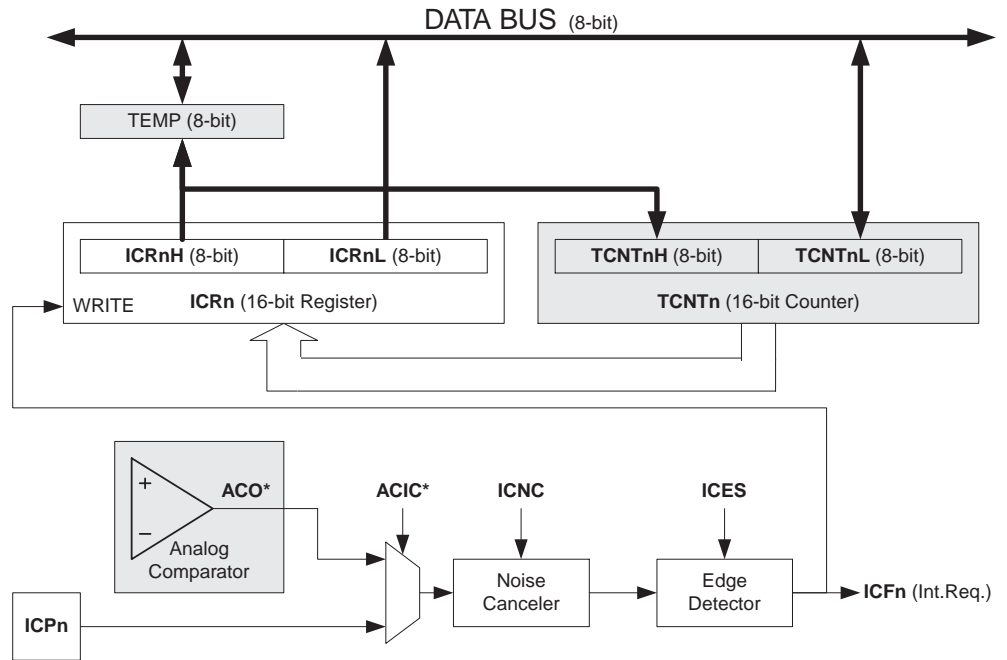 DATA BUS (8-bit)
TEMP (8-bit)
ICRnH (8-bit) ICRnL (8-bit)
WRITE ICRn (16-bit Register)
TCNTnH (8-bit) TCNTnL (8-bit)
TCNTn (16-bit Counter)
+
−
ACO*
Analog
Comparator
ACIC*
ICNC
ICES
Noise
Canceler
Edge
Detector
ICFn (Int.Req.)
ICPn